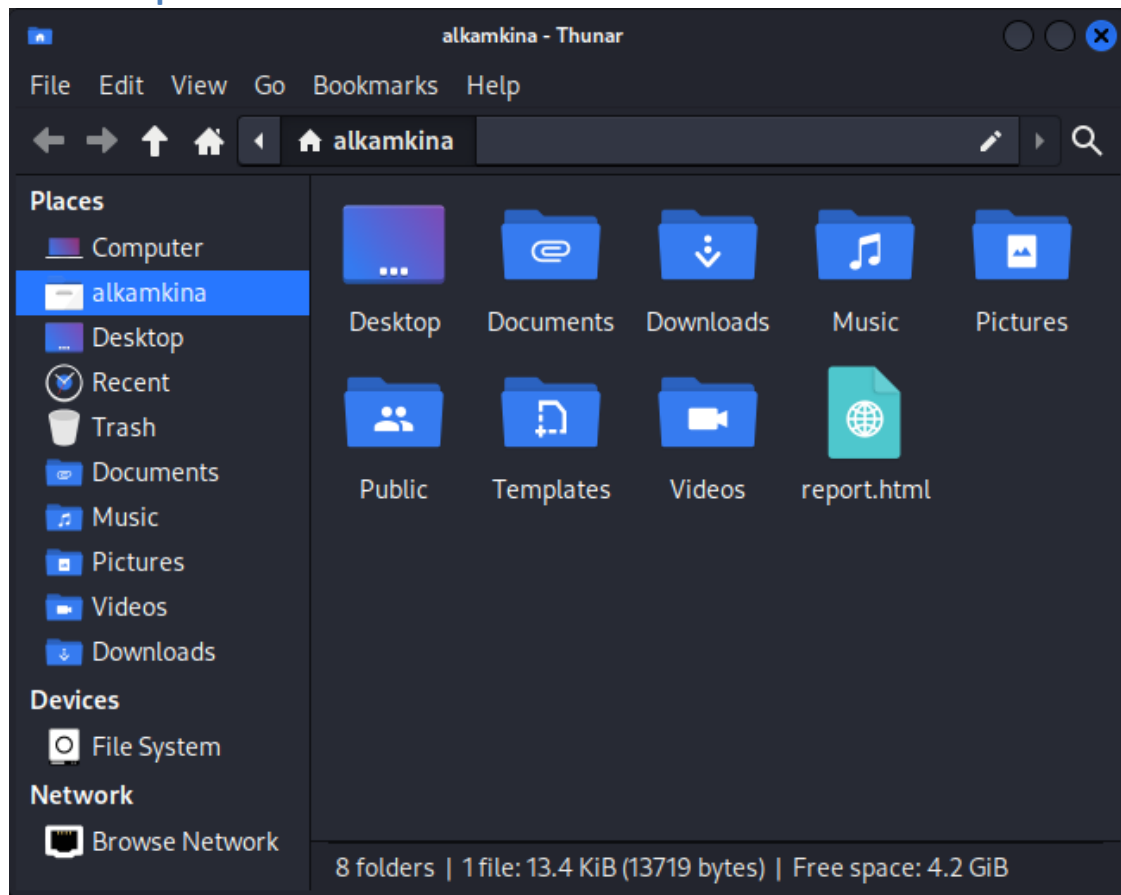 alkamkina - Thunar
File Edit View Go Bookmarks Help
alkamkina
Places
Computer
alkamkina
Desktop
Recent
Trash
Documents
Music
Pictures
Videos
Downloads
Devices
File System
Network
Browse Network
Desktop Documents Downloads Music Pictures
Public Templates Videos report.html
8 folders | 1 file: 13.4 KiB (13719 bytes) | Free space: 4.2 GiB